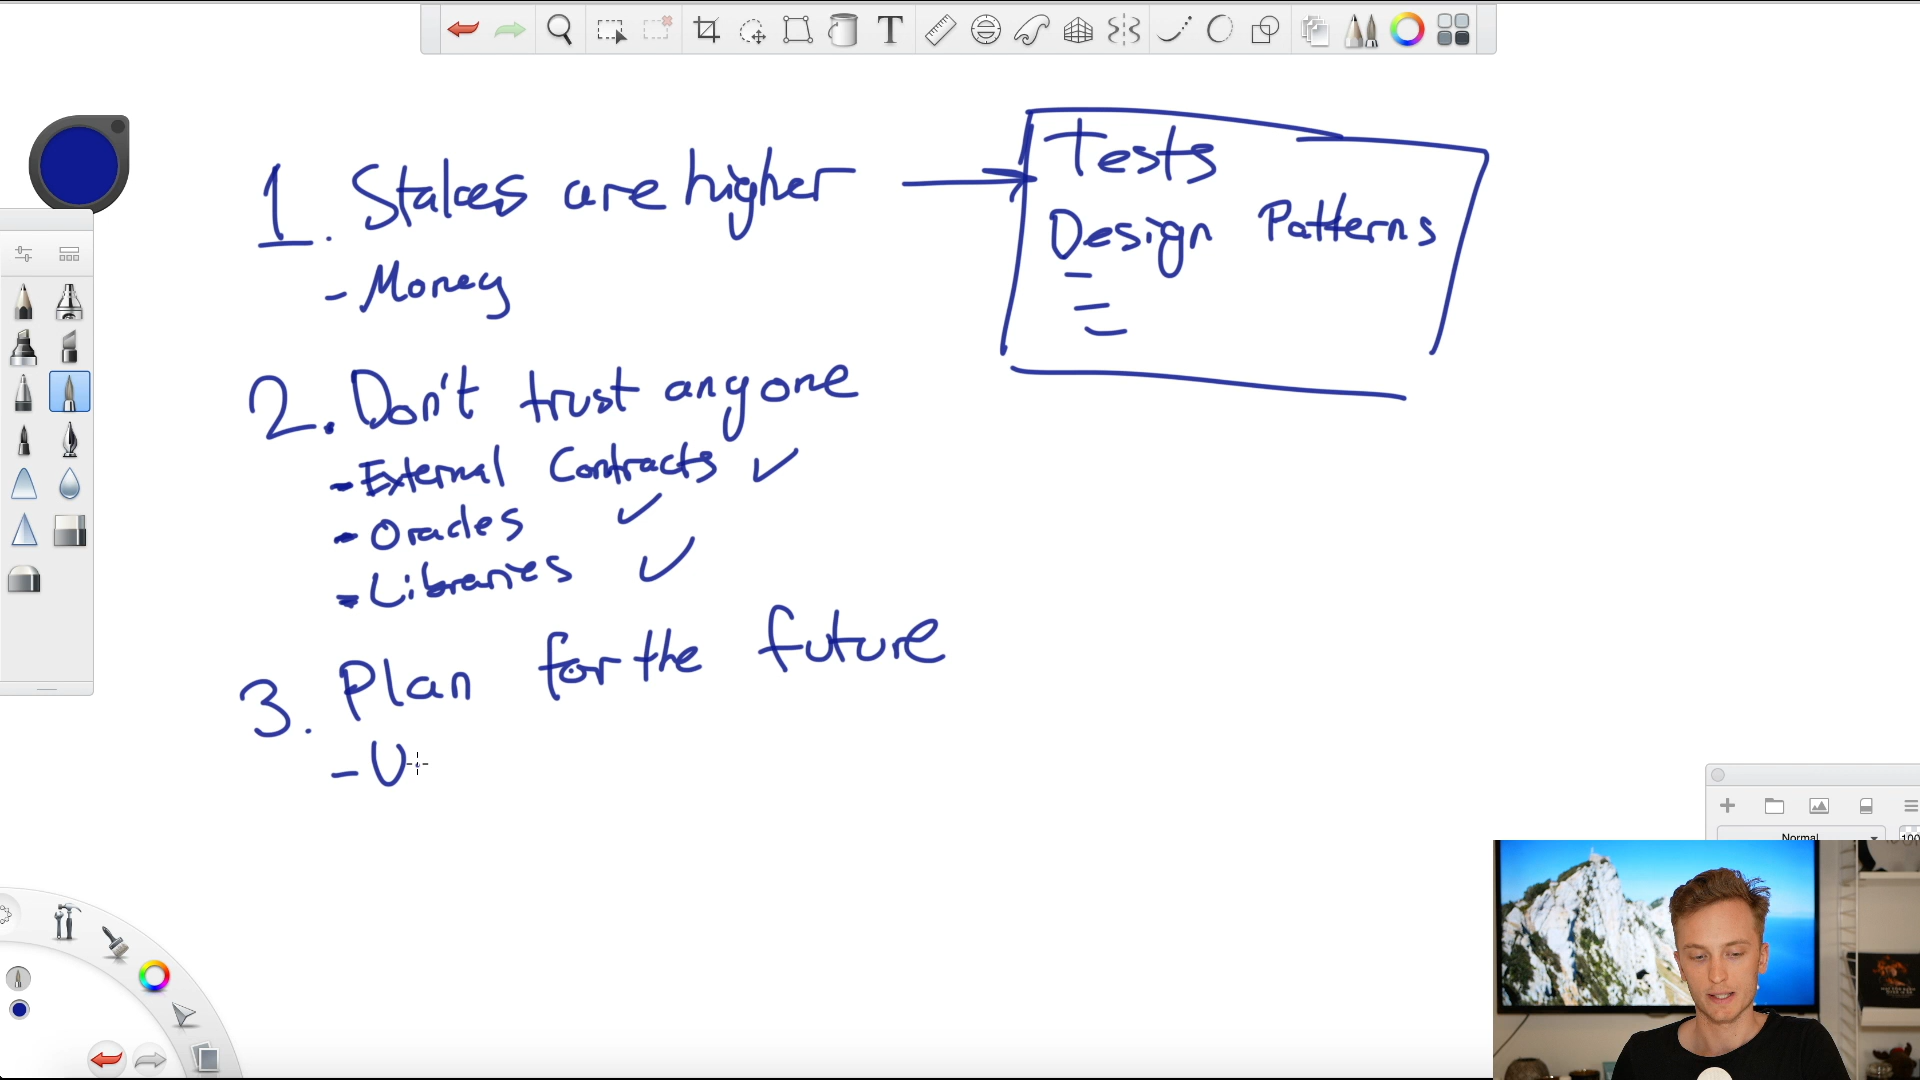 1. Stakes are higher
- Money
Tests
Design Patterns
2. Don't trust anyone
- External Contracts ✓
- Oracles ✓
- Libraries ✓
3. Plan for the future
- U
Normal
100